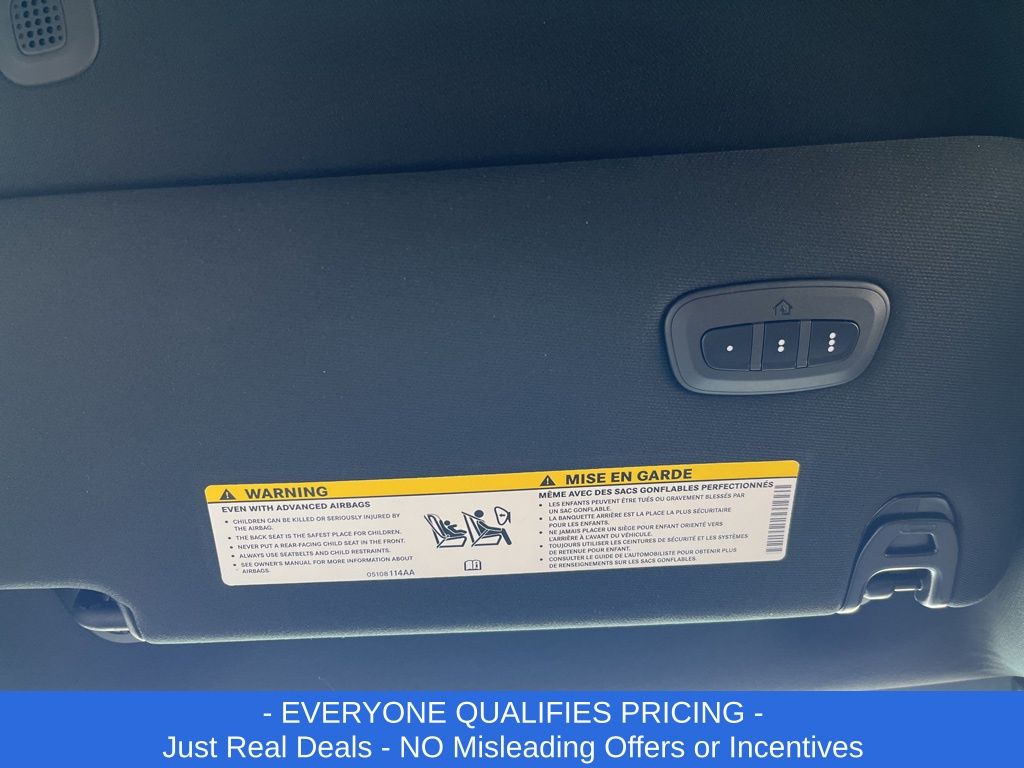 WARNING
EVEN WITH ADVANCED AIRBAGS
• CHILDREN CAN BE KILLED OR SERIOUSLY INJURED BY
THE AIRBAG.
• THE BACK SEAT IS THE SAFEST PLACE FOR CHILDREN.
• NEVER PUT A REAR-FACING CHILD SEAT IN THE FRONT.
• ALWAYS USE SEATBELTS AND CHILD RESTRAINTS.
• SEE OWNER'S MANUAL FOR MORE INFORMATION ABOUT
AIRBAGS.
05108114AA
MISE EN GARDE
MÊME AVEC DES SACS GONFLABLES PERFECTIONNÉS
• LES ENFANTS PEUVENT ÊTRE TUÉS OU GRAVEMENT BLESSÉS PAR
UN SAC GONFLABLE.
• LA BANQUETTE ARRIÈRE EST LA PLACE LA PLUS SÉCURITAIRE
POUR LES ENFANTS.
• NE JAMAIS PLACER UN SIÈGE POUR ENFANT ORIENTÉ VERS
L'ARRIÈRE À L'AVANT DU VÉHICULE.
• TOUJOURS UTILISER LES CEINTURES DE SÉCURITÉ ET LES SYSTÈMES
DE RETENUE POUR ENFANT.
• CONSULTER LE GUIDE DE L'AUTOMOBILISTE POUR OBTENIR PLUS
DE RENSEIGNEMENTS SUR LES SACS GONFLABLES.
- EVERYONE QUALIFIES PRICING -
Just Real Deals - NO Misleading Offers or Incentives